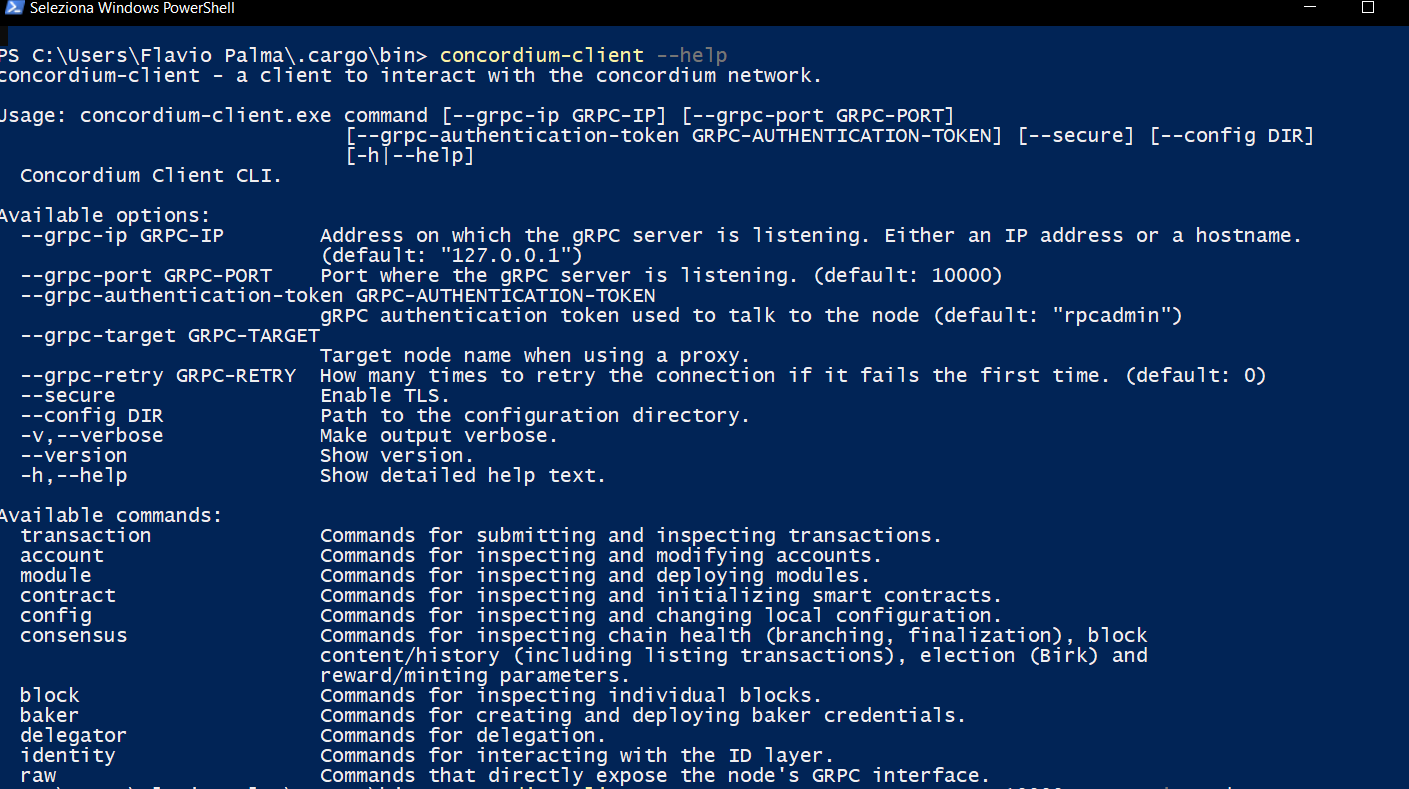 Seleziona Windows PowerShell
PS C:\Users\Flavio Palma\.cargo\bin> concordium-client --help
concordium-client - a client to interact with the concordium network.
Usage: concordium-client.exe command [--grpc-ip GRPC-IP] [--grpc-port GRPC-PORT]
[--grpc-authentication-token GRPC-AUTHENTICATION-TOKEN] [--secure] [--config DIR]
[-h|--help]
Concordium Client CLI.
Available options:
--grpc-ip GRPC-IP Address on which the gRPC server is listening. Either an IP address or a hostname.
(default: "127.0.0.1")
--grpc-port GRPC-PORT Port where the gRPC server is listening. (default: 10000)
--grpc-authentication-token GRPC-AUTHENTICATION-TOKEN
gRPC authentication token used to talk to the node (default: "rpcadmin")
--grpc-target GRPC-TARGET
Target node name when using a proxy.
--grpc-retry GRPC-RETRY How many times to retry the connection if it fails the first time. (default: 0)
--secure Enable TLS.
--config DIR Path to the configuration directory.
-v,--verbose Make output verbose.
--version Show version.
-h,--help Show detailed help text.
Available commands:
transaction Commands for submitting and inspecting transactions.
account Commands for inspecting and modifying accounts.
module Commands for inspecting and deploying modules.
contract Commands for inspecting and initializing smart contracts.
config Commands for inspecting and changing local configuration.
consensus Commands for inspecting chain health (branching, finalization), block
content/history (including listing transactions), election (Birk) and
reward/minting parameters.
block Commands for inspecting individual blocks.
baker Commands for creating and deploying baker credentials.
delegator Commands for delegation.
identity Commands for interacting with the ID layer.
raw Commands that directly expose the node's GRPC interface.